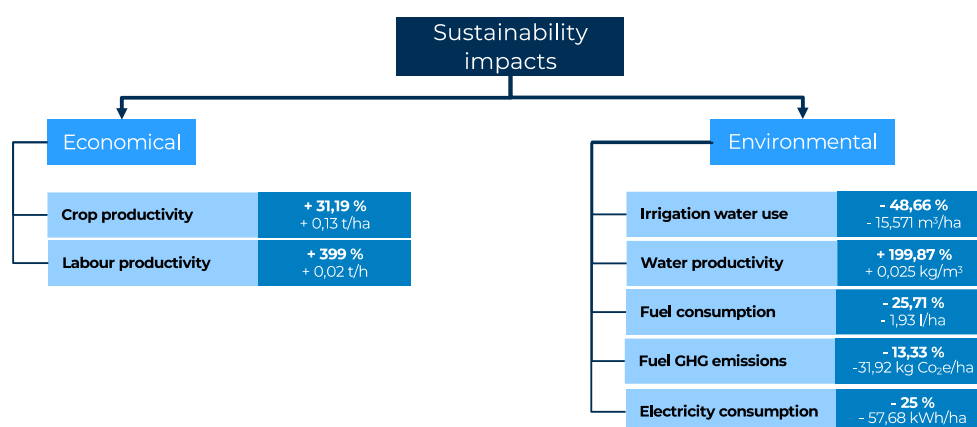 Sustainability
impacts
Economical
Crop productivity
+ 31,19 %
+ 0,13 t/ha
Labour productivity
+ 399 %
+ 0,02 t/h
Environmental
Irrigation water use
- 48,66 %
- 15,571 m³/ha
Water productivity
+ 199,87 %
+ 0,025 kg/m³
Fuel consumption
- 25,71 %
- 1,93 l/ha
Fuel GHG emissions
- 13,33 %
-31,92 kg Co₂e/ha
Electricity consumption
- 25 %
- 57,68 kWh/ha